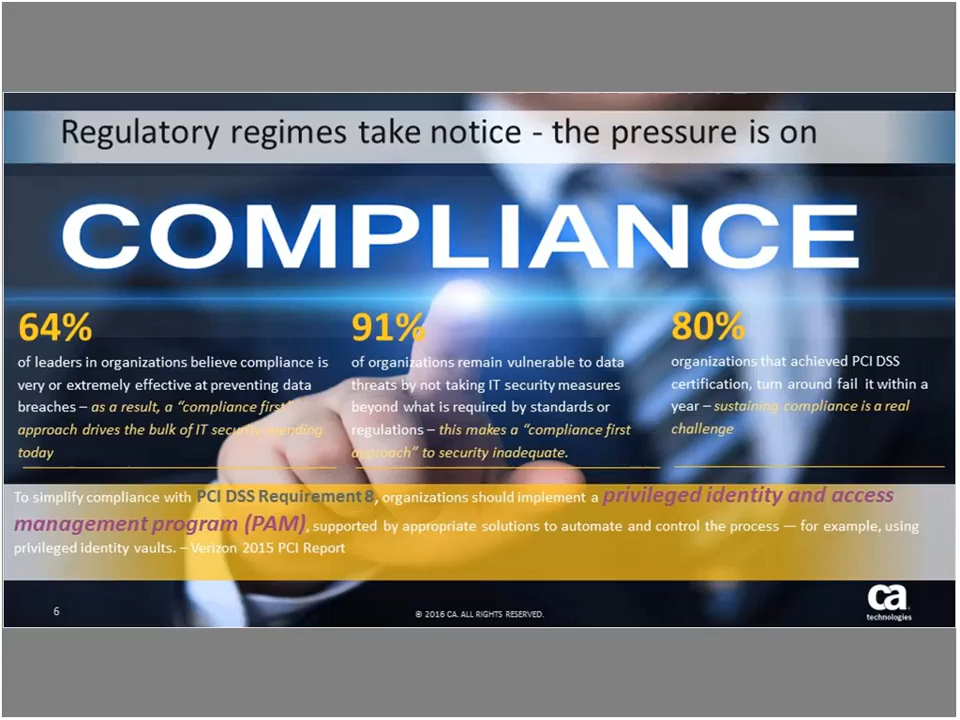 Regulatory regimes take notice - the pressure is on
COMPLIANCE
64%
of leaders in organizations believe compliance is
very or extremely effective at preventing data
breaches – as a result, a “compliance first”
approach drives the bulk of IT security spending
today
91%
of organizations remain vulnerable to data
threats by not taking IT security measures
beyond what is required by standards or
regulations – this makes a “compliance first
approach” to security inadequate.
80%
organizations that achieved PCI DSS
certification, turn around fail it within a
year – sustaining compliance is a real
challenge
To simplify compliance with PCI DSS Requirement 8, organizations should implement a privileged identity and access
management program (PAM), supported by appropriate solutions to automate and control the process — for example, using
privileged identity vaults. – Verizon 2015 PCI Report
6
© 2016 CA. ALL RIGHTS RESERVED.
ca
technologies